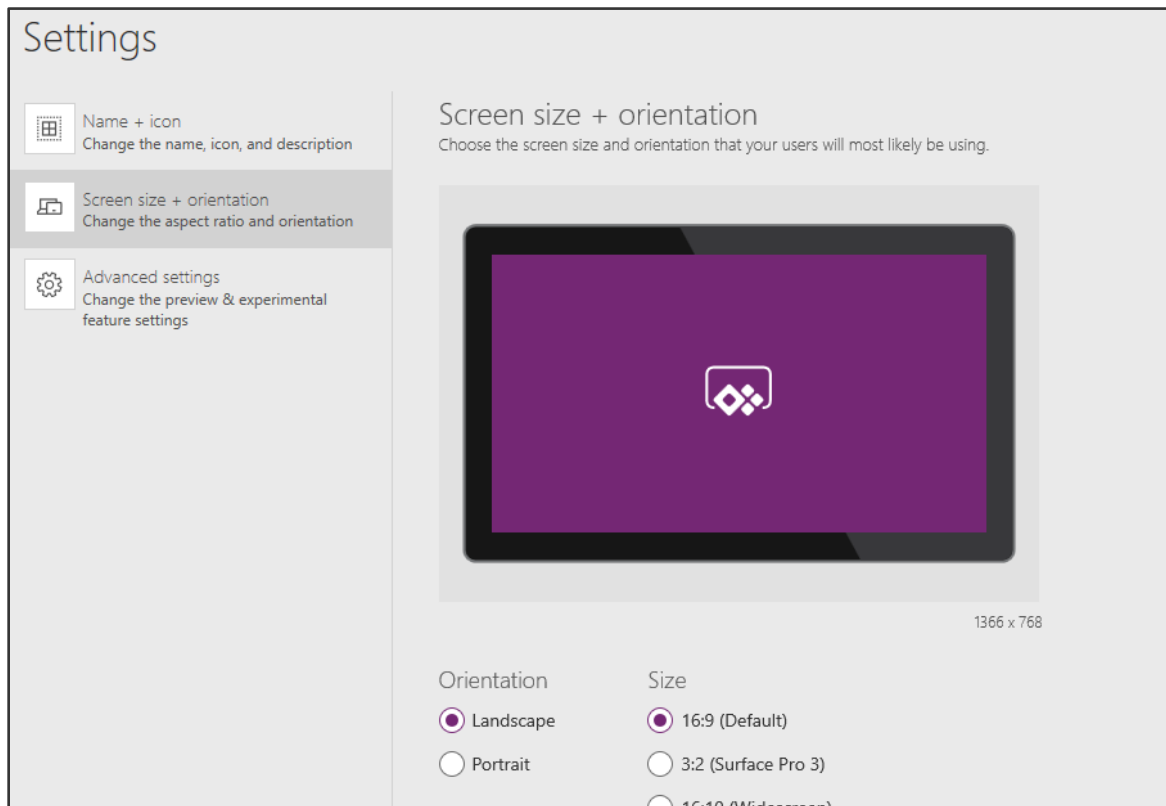 Settings
Name + icon
Change the name, icon, and description
Screen size + orientation
Change the aspect ratio and orientation
Advanced settings
Change the preview & experimental
feature settings
Screen size + orientation
Choose the screen size and orientation that your users will most likely be using.
1366 x 768
Orientation
Landscape
Portrait
Size
16:9 (Default)
3:2 (Surface Pro 3)
16:10 (Widescreen)